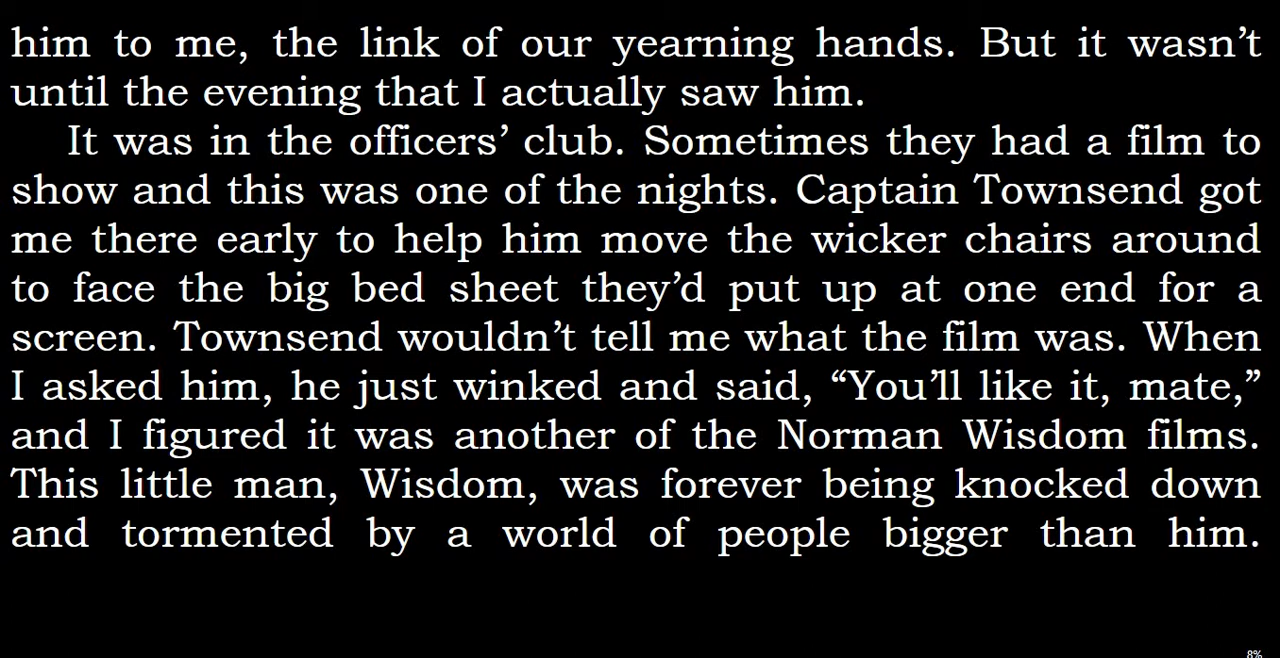 him to me, the link of our yearning hands. But it wasn’t
until the evening that I actually saw him.
It was in the officers’ club. Sometimes they had a film to
show and this was one of the nights. Captain Townsend got
me there early to help him move the wicker chairs around
to face the big bed sheet they’d put up at one end for a
screen. Townsend wouldn’t tell me what the film was. When
I asked him, he just winked and said, “You’ll like it, mate,”
and I figured it was another of the Norman Wisdom films.
This little man, Wisdom, was forever being knocked down
and tormented by a world of people bigger than him.
8%